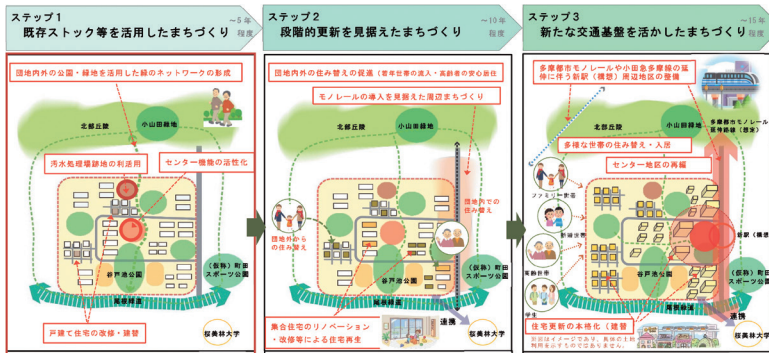 ステップ1
既存ストック等を活用したまちづくり
～5年
程度
団地内外の公園・緑地を活用した緑のネットワークの形成
北部丘陵
小山田緑地
汚水処理場跡地の利活用
センター機能の活性化
谷戸池公園
(仮称)町田
スポーツ公園
尾根緑道
戸建て住宅の改修・建替
桜美林大学
ステップ2
段階的更新を見据えたまちづくり
～10年
程度
団地内外の住み替えの促進(若年世帯の流入・高齢者の安心居住
モノレールの導入を見据えた周辺まちづくり
北部丘陵
小山田緑地
団地内での
住み替え
団地外から
の住み替え
谷戸池公園
(仮称)町田
スポーツ公園
尾根緑道
連携
集合住宅のリノベーション
・改修等による住宅再生
桜美林大学
ステップ3
新たな交通基盤を活かしたまちづくり
～15年
程度
多摩都市モノレールや小田急多摩線の延
伸に伴う新駅(構想)周辺地区の整備
北部丘陵
小山田緑地
多摩都市モノレール
延伸路線(想定)
多様な世帯の住み替え・入居
センター地区の再編
ファミリー世帯
新婚世帯
新駅(構想)
高齢世帯
谷戸池公園
(仮称)町田
スポーツ公園
学生
尾根緑道
連携
住宅更新の本格化(建替)
桜美林大学